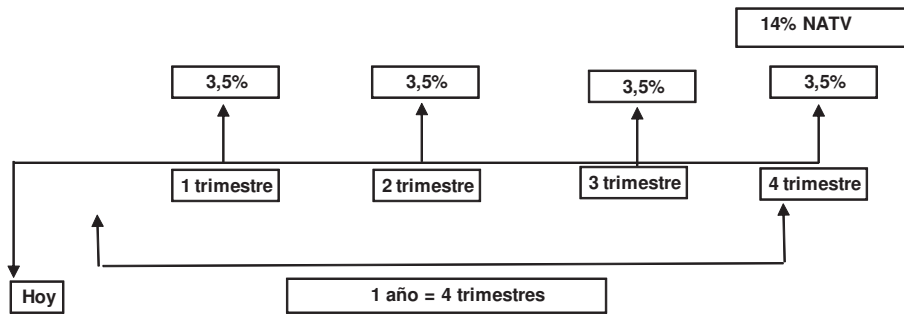 14% NATV
3,5%
3,5%
3,5%
3,5%
1 trimestre
2 trimestre
3 trimestre
4 trimestre
Hoy
1 año = 4 trimestres